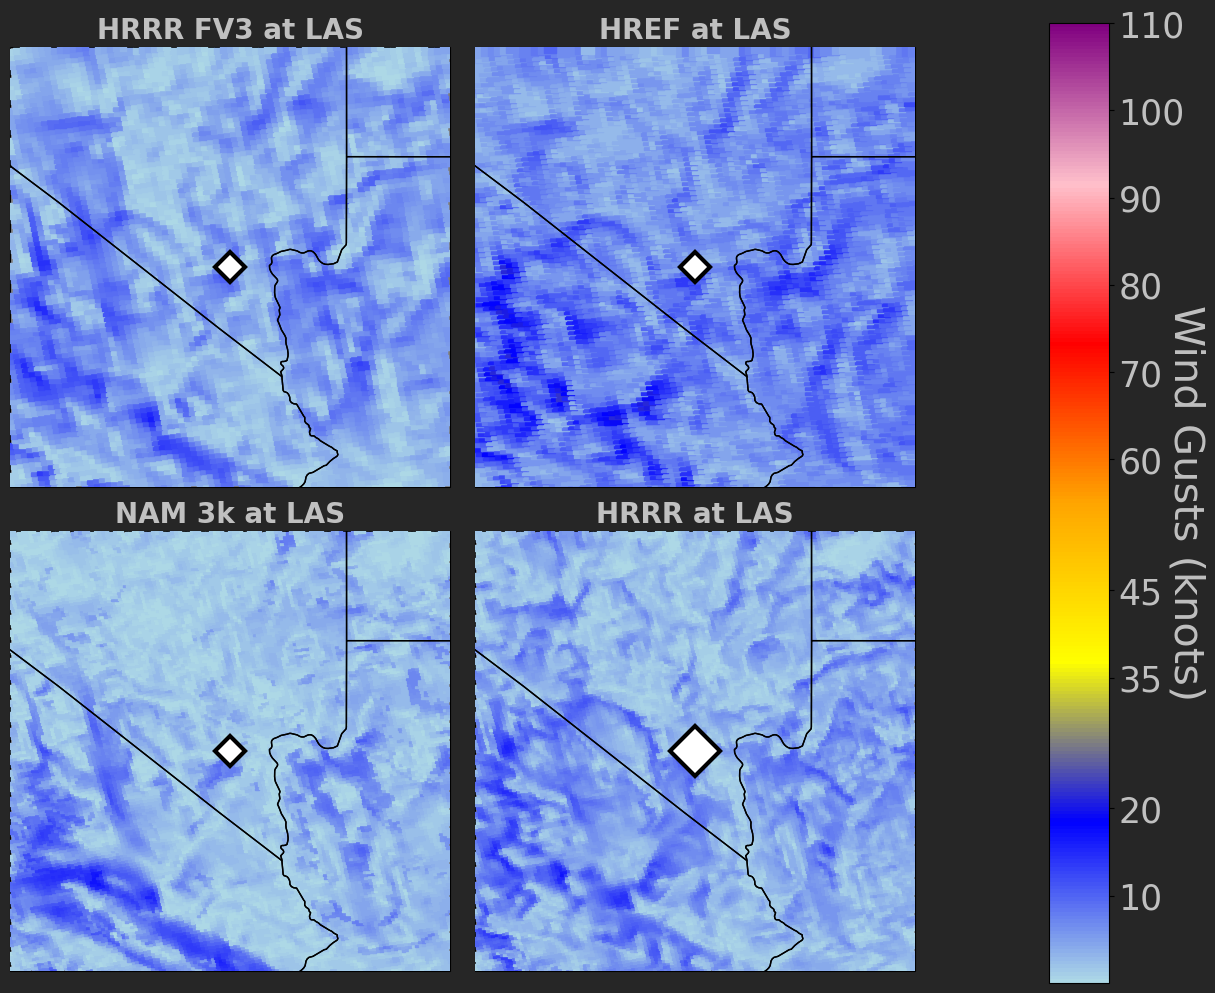 HRRR FV3 at LAS
HREF at LAS
NAM 3k at LAS
HRRR at LAS
110
100
90
80
70
60
45
35
20
10
Wind Gusts (knots)